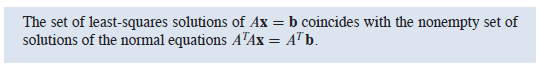 The set of least-squares solutions of Ax = b coincides with the nonempty set of
solutions of the normal equations AᵀAx = Aᵀb.